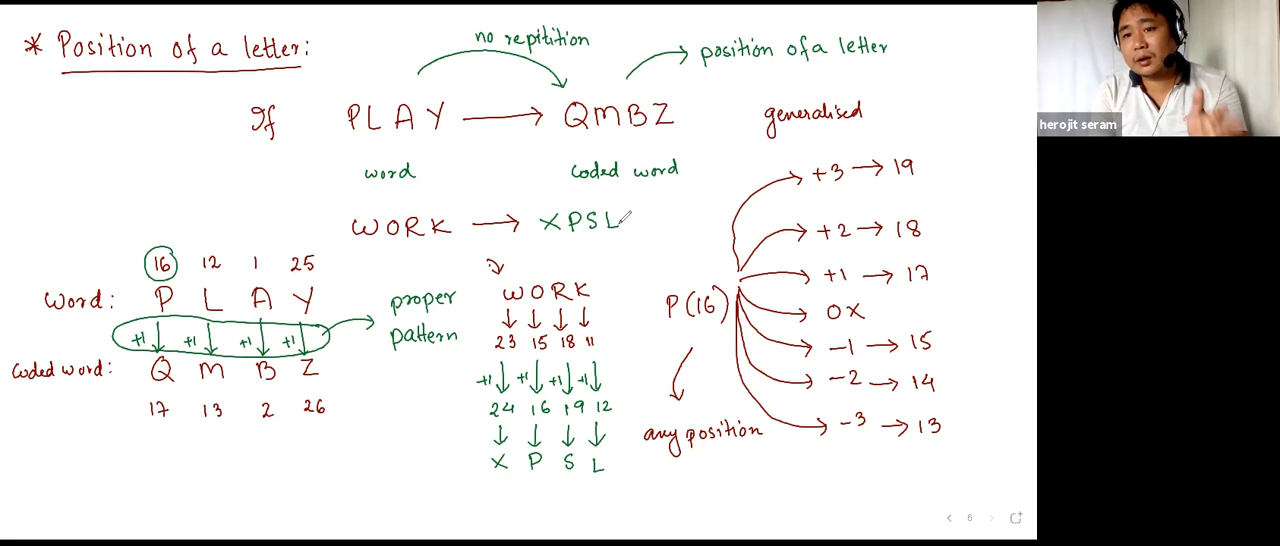 * Position of a letter:
no repitition
position of a letter
If PLAY → QMBZ
generalised
word coded word
WORK → XPSL
16 12 1 25
Word: P L A Y
+1 +1 +1 +1
Coded word: Q M B Z
17 13 2 26
proper
pattern
WORK
23 15 18 11
+1 +1 +1 +1
24 16 19 12
X P S L
P(16)
+3 → 19
+2 → 18
+1 → 17
0 X
-1 → 15
-2 → 14
-3 → 13
any position
herojit seram
6